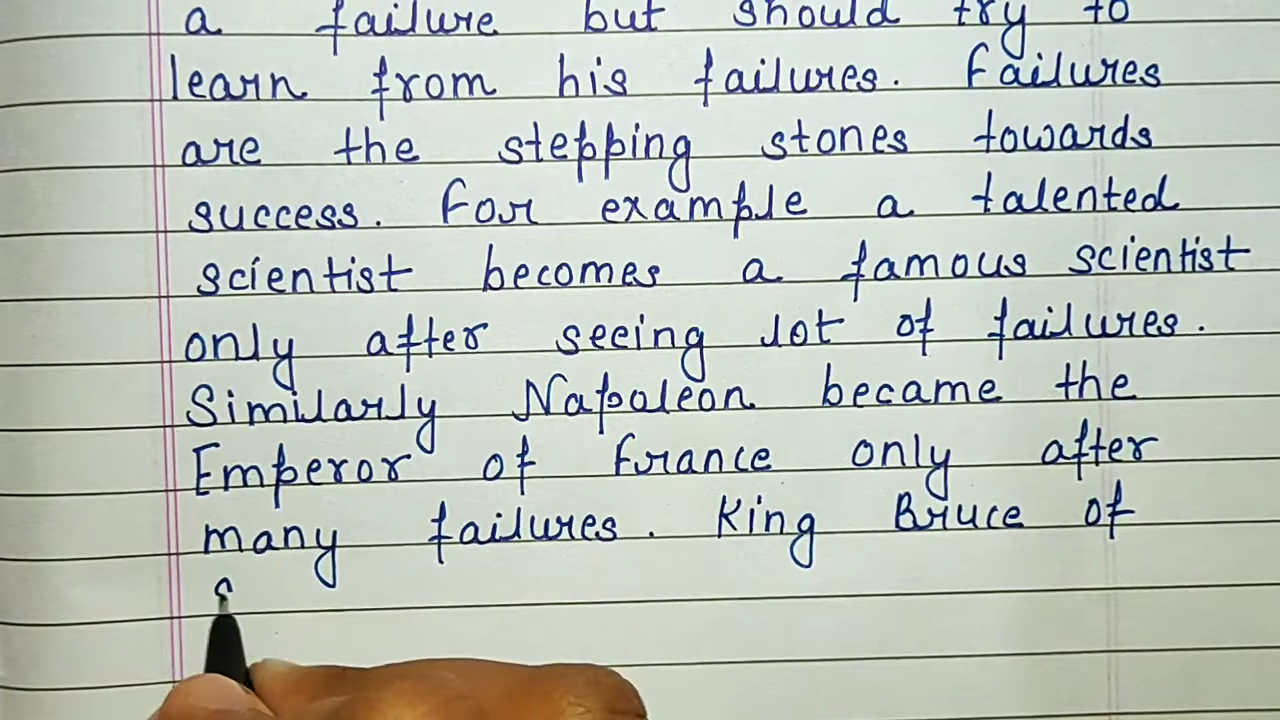 a failure but should try to
learn from his failures. Failures
are the stepping stones towards
success. For example a talented
scientist becomes a famous scientist
only after seeing lot of failures.
Similarly Napoleon became the
Emperor of France only after
many failures. King Bruce of